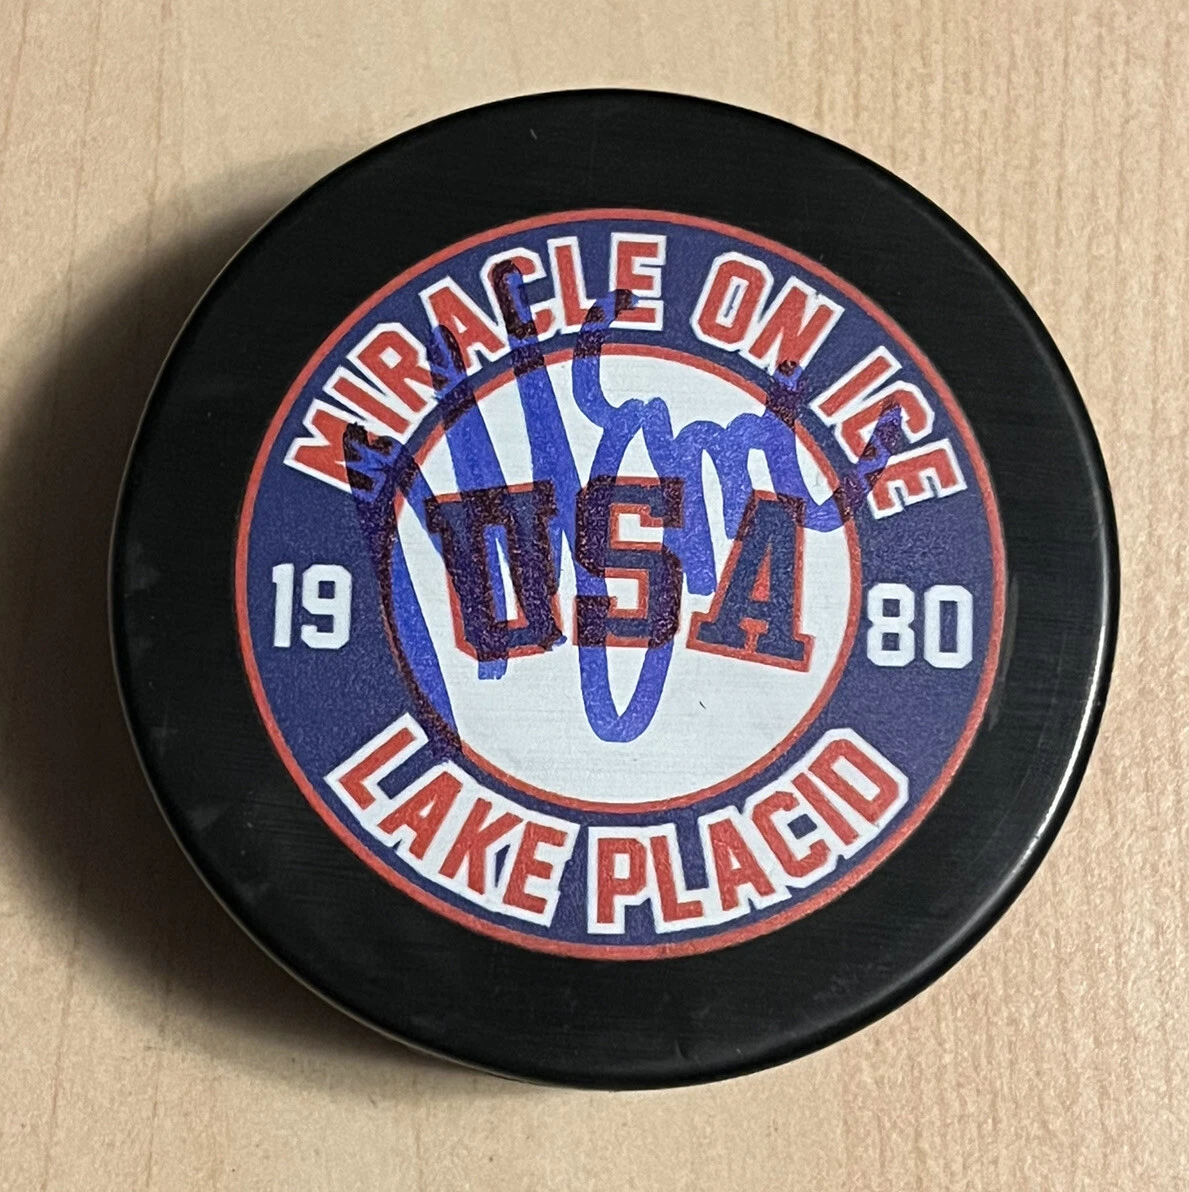 MIRACLE ON ICE
19 USA 80
LAKE PLACID